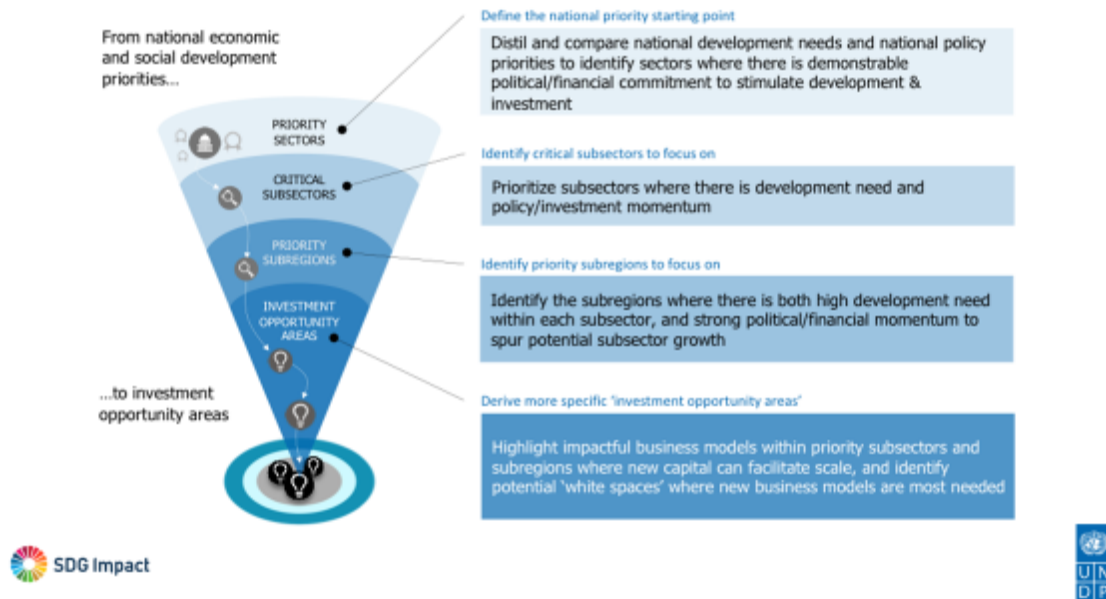 From national economic
and social development
priorities...
PRIORITY
SECTORS
CRITICAL
SUBSECTORS
PRIORITY
SUBREGIONS
INVESTMENT
OPPORTUNITY
AREAS
...to investment
opportunity areas
Define the national priority starting point
Distil and compare national development needs and national policy
priorities to identify sectors where there is demonstrable
political/financial commitment to stimulate development &
investment
Identify critical subsectors to focus on
Prioritize subsectors where there is development need and
policy/investment momentum
Identify priority subregions to focus on
Identify the subregions where there is both high development need
within each subsector, and strong political/financial momentum to
spur potential subsector growth
Derive more specific 'investment opportunity areas'
Highlight impactful business models within priority subsectors and
subregions where new capital can facilitate scale, and identify
potential 'white spaces' where new business models are most needed
SDG Impact
U N
D P